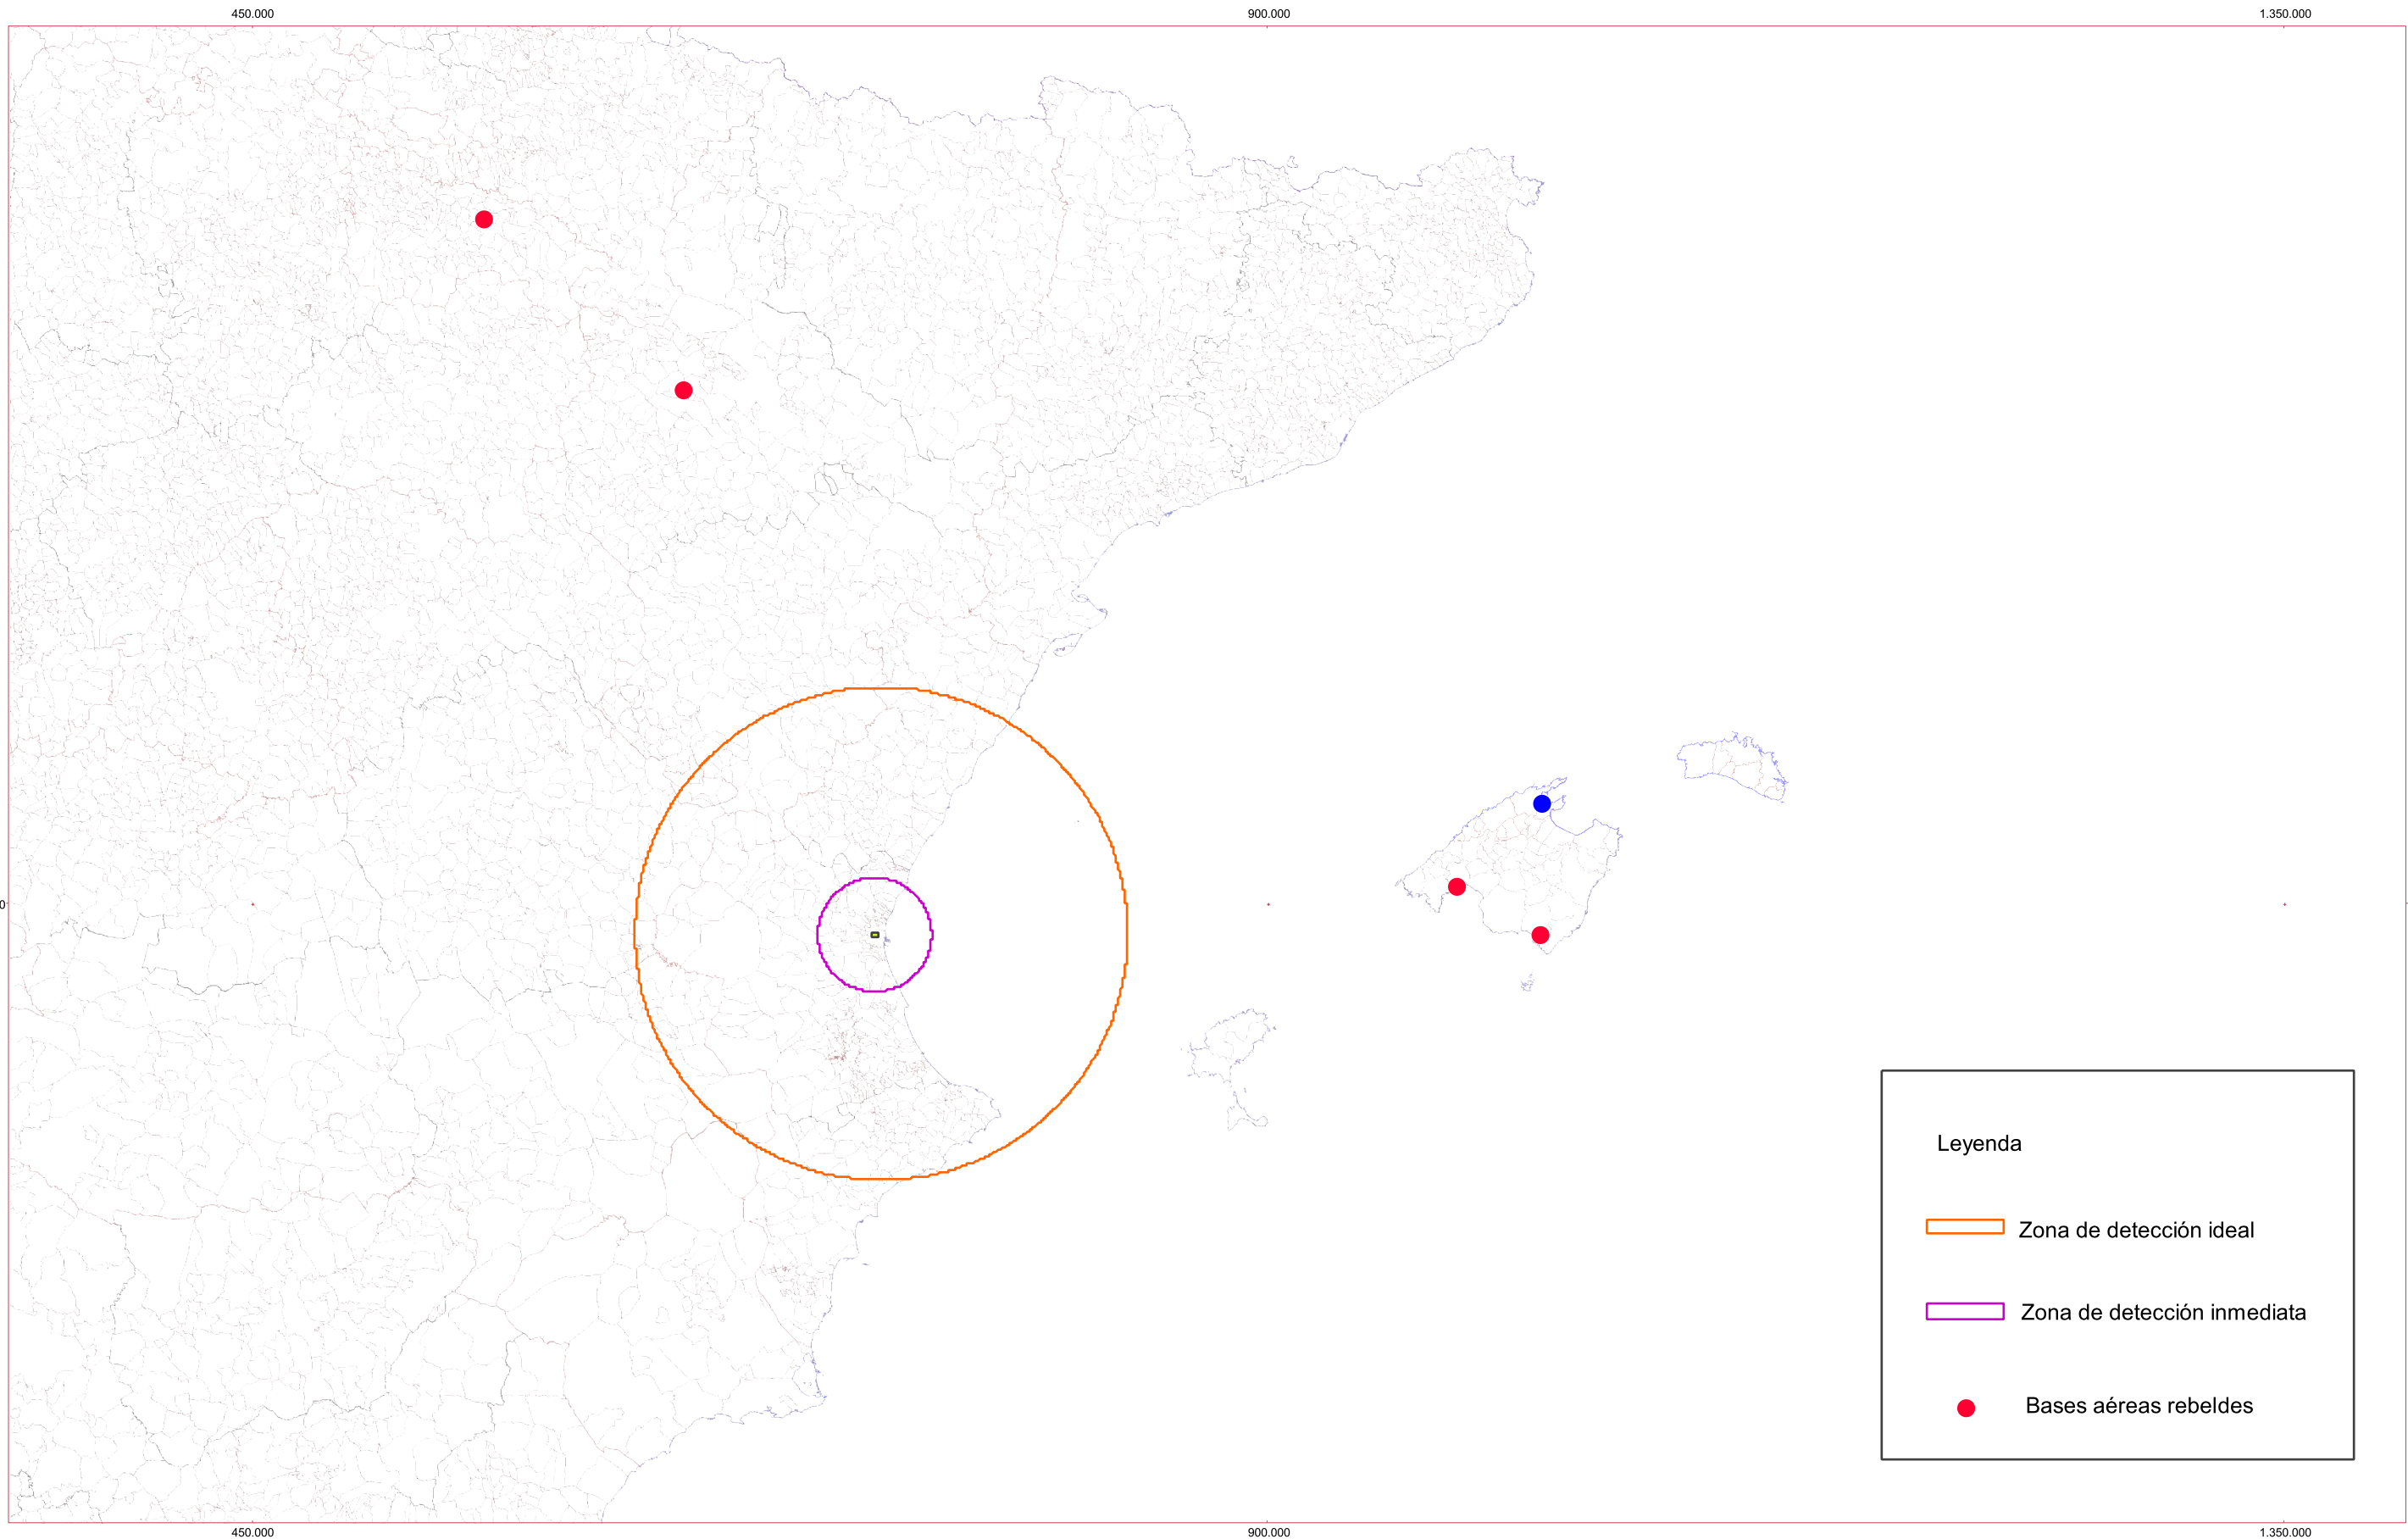 450.000
900.000
1.350.000
0
Leyenda
Zona de detección ideal
Zona de detección inmediata
Bases aéreas rebeldes
450.000
900.000
1.350.000